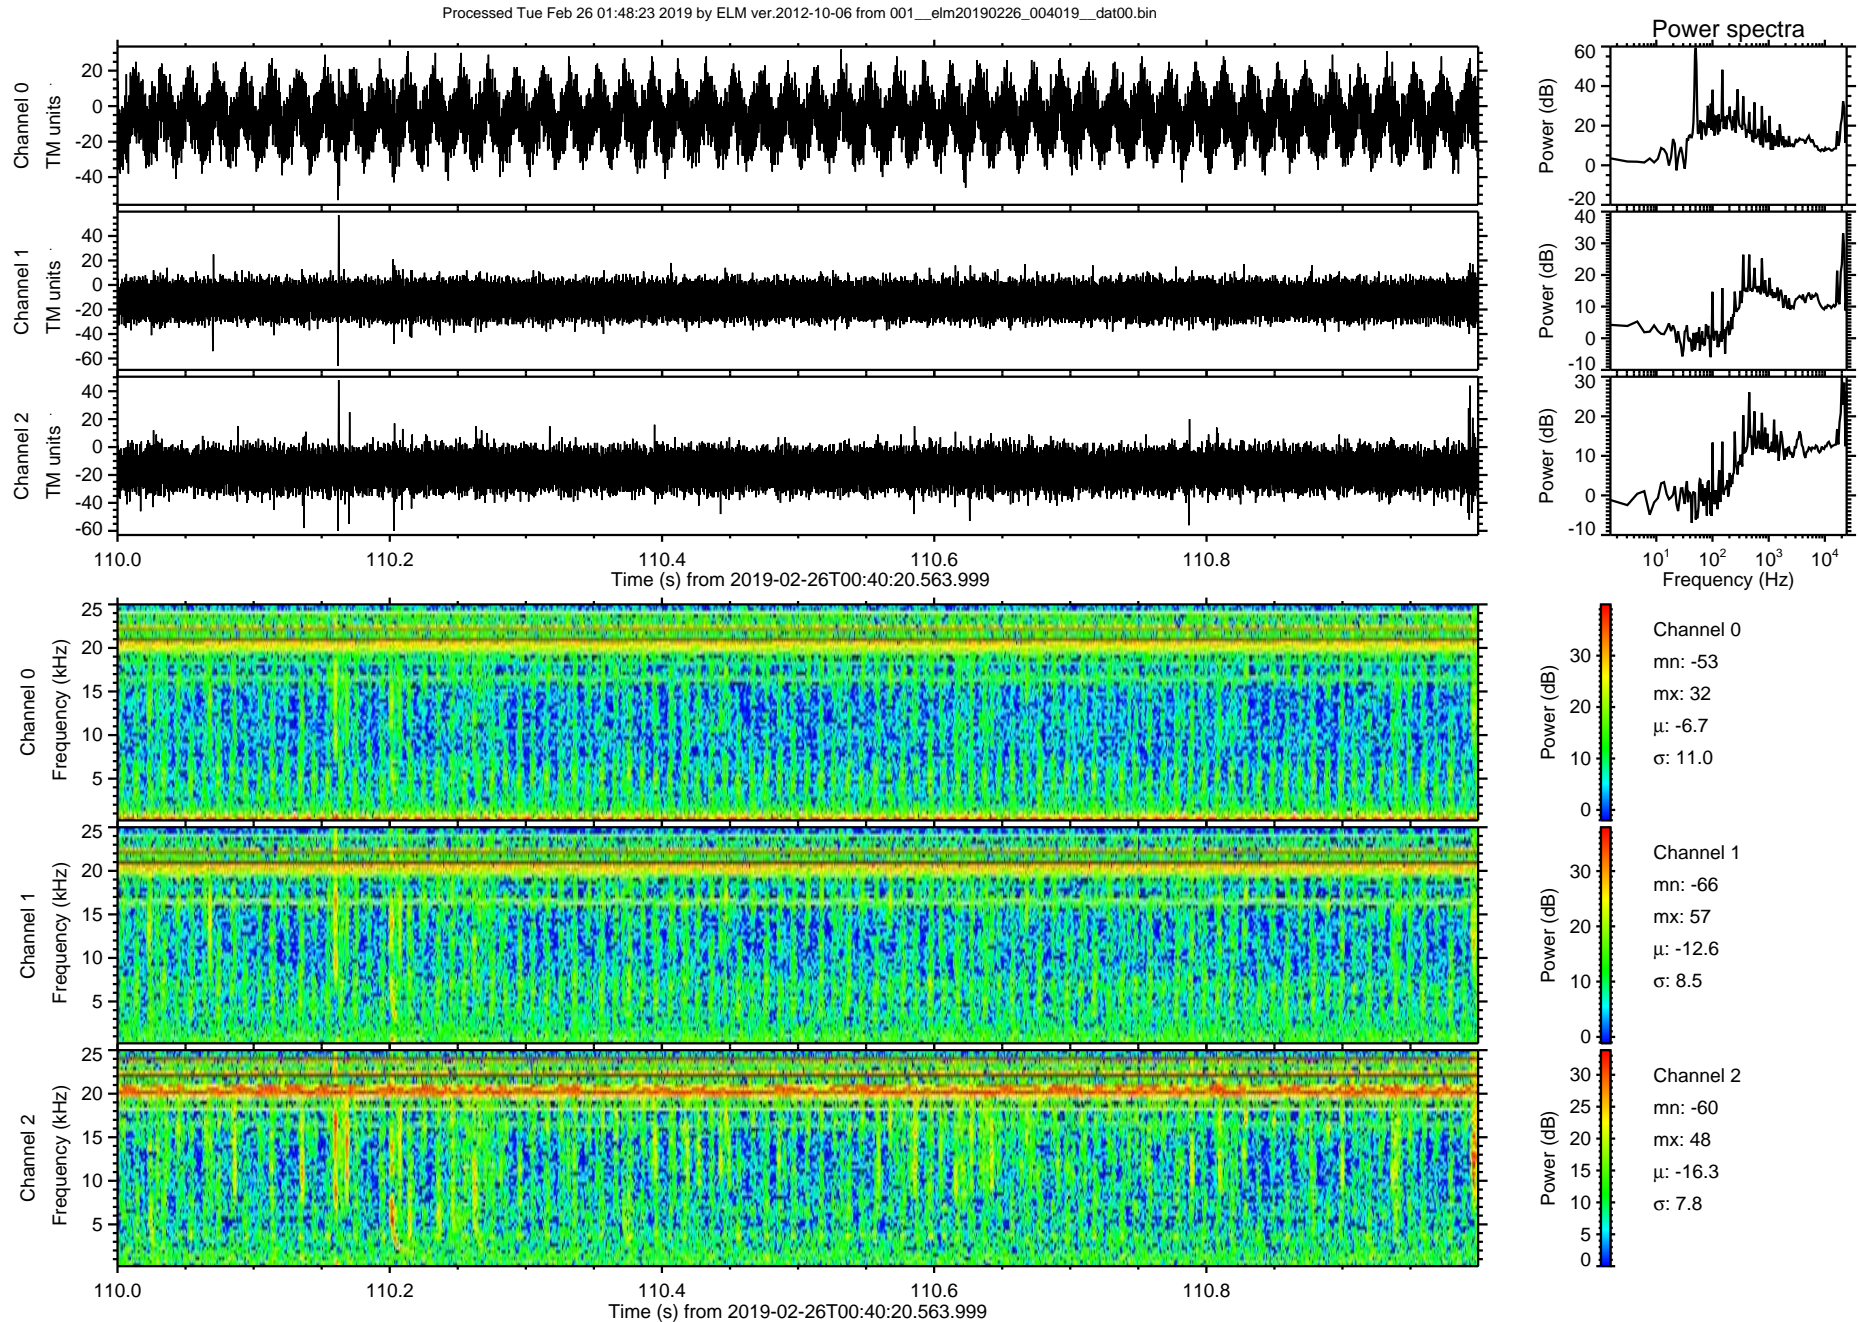 Processed Tue Feb 26 01:48:23 2019 by ELM ver.2012-10-06 from 001__elm20190226_004019__dat00.bin
Power spectra
Channel 0
TM units
20
0
-20
-40
Power (dB)
60
40
20
0
-20
Channel 1
TM units
40
20
0
-20
-40
-60
Power (dB)
40
30
20
10
0
-10
Channel 2
TM units
40
20
0
-20
-40
-60
Power (dB)
30
20
10
0
-10
110.0 110.2 110.4 110.6 110.8
Time (s) from 2019-02-26T00:40:20.563.999
10¹ 10² 10³ 10⁴
Frequency (Hz)
Channel 0
Frequency (kHz)
25
20
15
10
5
Power (dB)
30
20
10
0
Channel 0
mn: -53
mx: 32
μ: -6.7
σ: 11.0
Channel 1
Frequency (kHz)
25
20
15
10
5
Power (dB)
30
20
10
0
Channel 1
mn: -66
mx: 57
μ: -12.6
σ: 8.5
Channel 2
Frequency (kHz)
25
20
15
10
5
Power (dB)
30
25
20
15
10
5
0
Channel 2
mn: -60
mx: 48
μ: -16.3
σ: 7.8
110.0 110.2 110.4 110.6 110.8
Time (s) from 2019-02-26T00:40:20.563.999